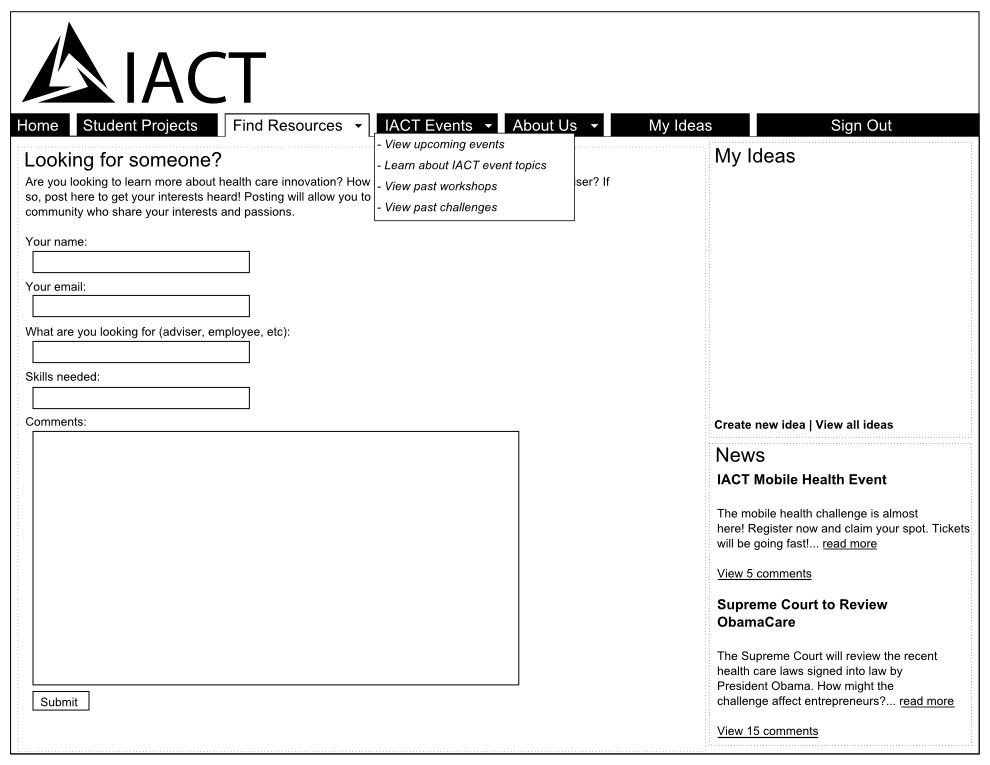 IACT
Home
Student Projects
Find Resources
IACT Events
About Us
My Ideas
Sign Out
- View upcoming events
- Learn about IACT event topics
- View past workshops
- View past challenges
Looking for someone?
Are you looking to learn more about health care innovation? How iser? If
so, post here to get your interests heard! Posting will allow you to
community who share your interests and passions.
Your name:
Your email:
What are you looking for (adviser, employee, etc):
Skills needed:
Comments:
Submit
My Ideas
Create new idea | View all ideas
News
IACT Mobile Health Event
The mobile health challenge is almost
here! Register now and claim your spot. Tickets
will be going fast!... read more
View 5 comments
Supreme Court to Review
ObamaCare
The Supreme Court will review the recent
health care laws signed into law by
President Obama. How might the
challenge affect entrepreneurs?... read more
View 15 comments